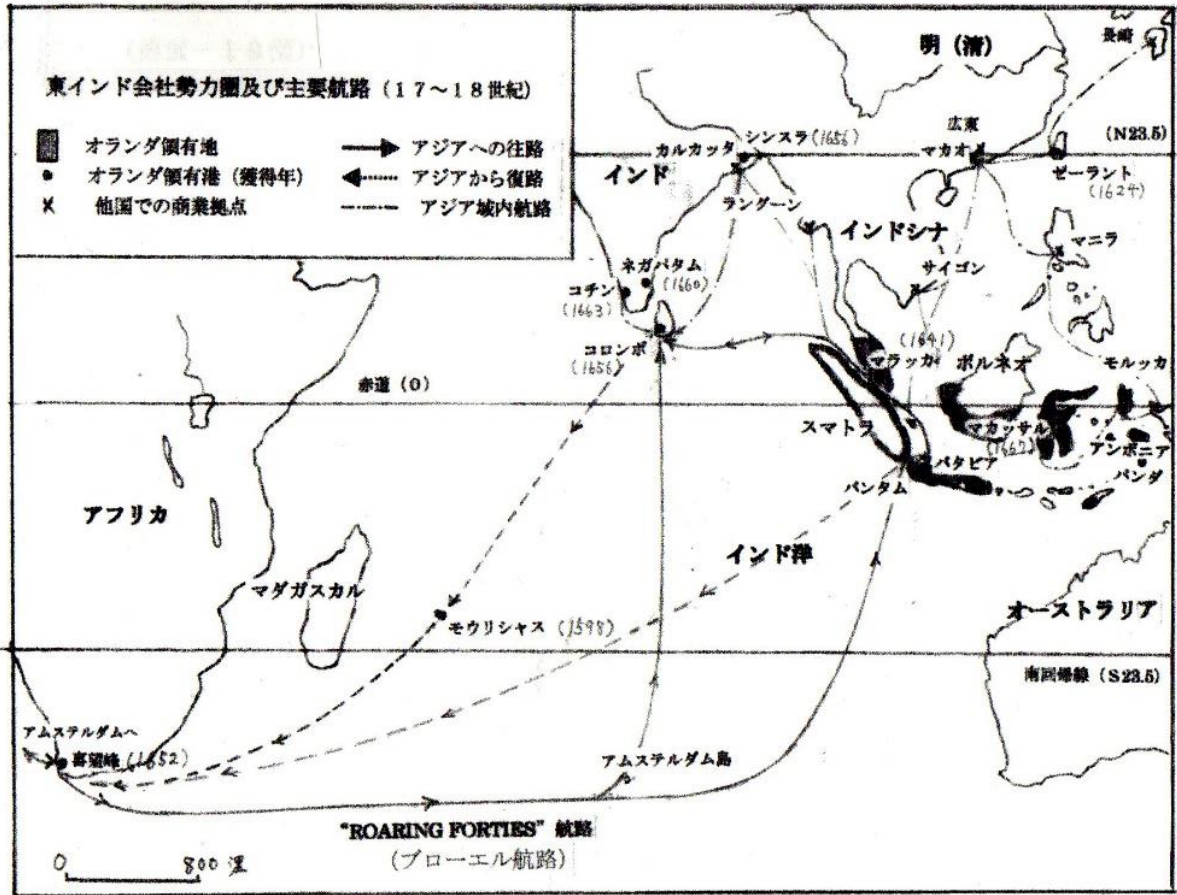 東インド会社勢力圏及び主要航路（１７～１８世紀）
オランダ領有地
オランダ領有港（獲得年）
他国での商業拠点
アジアへの往路
アジアから復路
アジア域内航路
明（清）
長崎
広東
マカオ
(N23.5)
ゼーラント
(1624)
シンスラ(1656)
カルカッタ
インド
ラングーン
インドシナ
マニラ
サイゴン
ネガパタム
(1660)
コチン
(1663)
コロンボ
(1656)
(1641)
マラッカ
ボルネオ
モルッカ
赤道（０）
スマトラ
マカッサル
(1667)
アンボニア
バンダ
バタビア
バンタム
アフリカ
インド洋
マダガスカル
オーストラリア
モウリシャス (1598)
南回帰線（S23.5）
アムステルダムへ
喜望峰(1652)
アムステルダム島
“ROARING FORTIES” 航路
(ブローエル航路)
0 800 浬